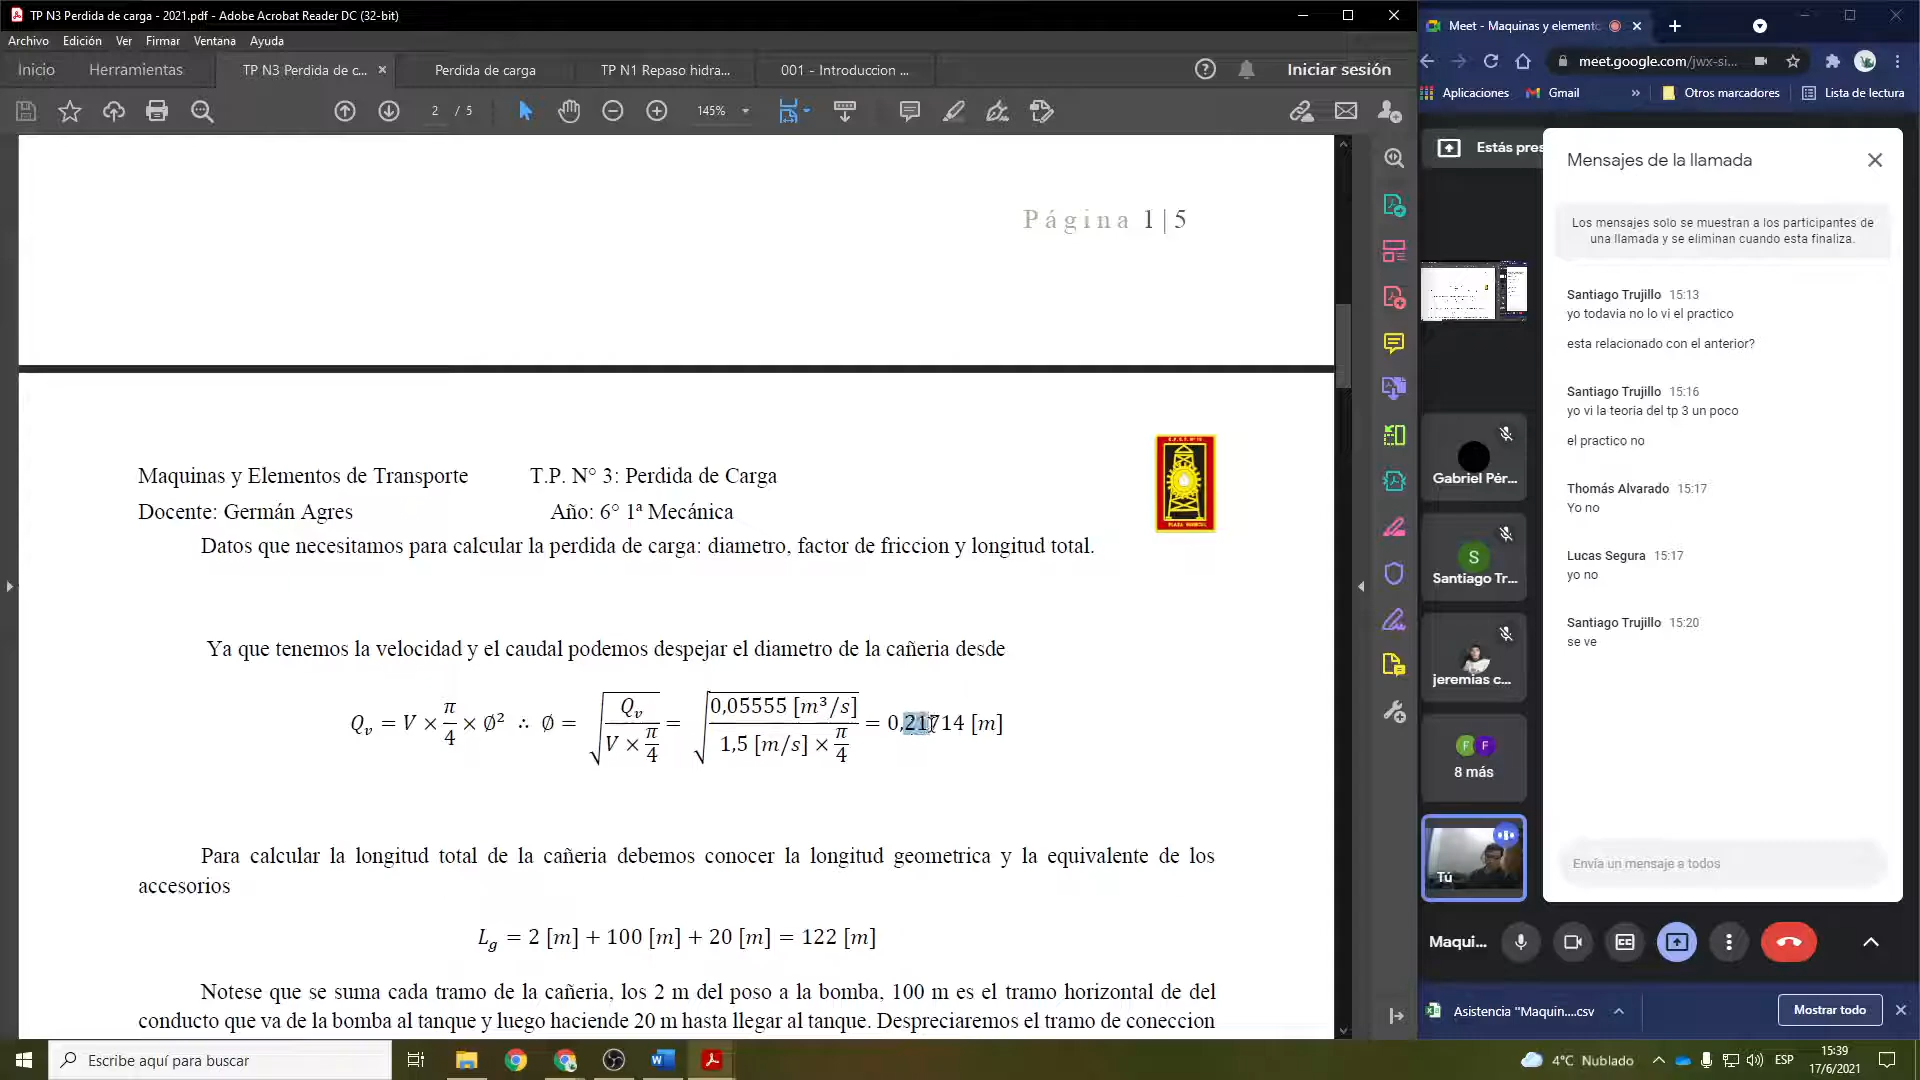 TP N3 Perdida de carga - 2021.pdf - Adobe Acrobat Reader DC (32-bit)
Archivo Edición Ver Firmar Ventana Ayuda
Inicio Herramientas TP N3 Perdida de c... Perdida de carga TP N1 Repaso hidra... 001 - Introduccion ... Iniciar sesión
2 / 5 145%
Página 1 | 5
Maquinas y Elementos de Transporte T.P. N° 3: Perdida de Carga
Docente: Germán Agres Año: 6° 1ª Mecánica
Datos que necesitamos para calcular la perdida de carga: diametro, factor de friccion y longitud total.
Ya que tenemos la velocidad y el caudal podemos despejar el diametro de la cañeria desde
Qv = V × π/4 × ∅² ∴ ∅ = √(Qv / (V × π/4)) = √(0,05555 [m³/s] / (1,5 [m/s] × π/4)) = 0,21714 [m]
Para calcular la longitud total de la cañeria debemos conocer la longitud geometrica y la equivalente de los
accesorios
Lg = 2 [m] + 100 [m] + 20 [m] = 122 [m]
Notese que se suma cada tramo de la cañeria, los 2 m del poso a la bomba, 100 m es el tramo horizontal de del
conducto que va de la bomba al tanque y luego haciende 20 m hasta llegar al tanque. Despreciaremos el tramo de coneccion
Meet - Maquinas y element
meet.google.com/jwx-si...
Aplicaciones Gmail » Otros marcadores Lista de lectura
Estás pres
Mensajes de la llamada
Los mensajes solo se muestran a los participantes de
una llamada y se eliminan cuando esta finaliza.
Santiago Trujillo 15:13
yo todavia no lo vi el practico
esta relacionado con el anterior?
Santiago Trujillo 15:16
yo vi la teoria del tp 3 un poco
el practico no
Thomás Alvarado 15:17
Yo no
Lucas Segura 15:17
yo no
Santiago Trujillo 15:20
se ve
Envía un mensaje a todos
Gabriel Pér...
S
Santiago Tr...
jeremias c...
F F
8 más
Tú
Maqui...
Asistencia "Maquin....csv Mostrar todo
Escribe aquí para buscar
4°C Nublado ESP 15:39
17/6/2021